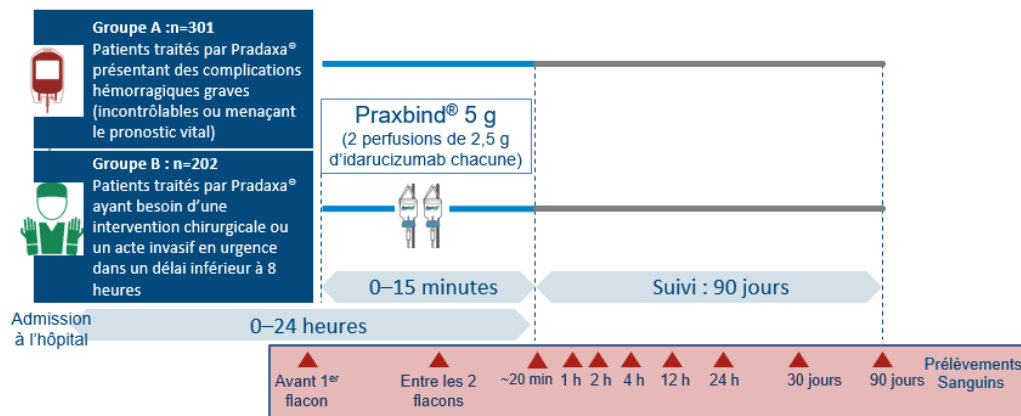 Groupe A :n=301
Patients traités par Pradaxa®
présentant des complications
hémorragiques graves
(incontrôlables ou menaçant
le pronostic vital)
Groupe B : n=202
Patients traités par Pradaxa®
ayant besoin d’une
intervention chirurgicale ou
un acte invasif en urgence
dans un délai inférieur à 8
heures
Praxbind® 5 g
(2 perfusions de 2,5 g
d’idarucizumab chacune)
0–15 minutes
Suivi : 90 jours
Admission
à l’hôpital
0–24 heures
Avant 1er
flacon
Entre les 2
flacons
~20 min
1 h
2 h
4 h
12 h
24 h
30 jours
90 jours
Prélèvements
Sanguins